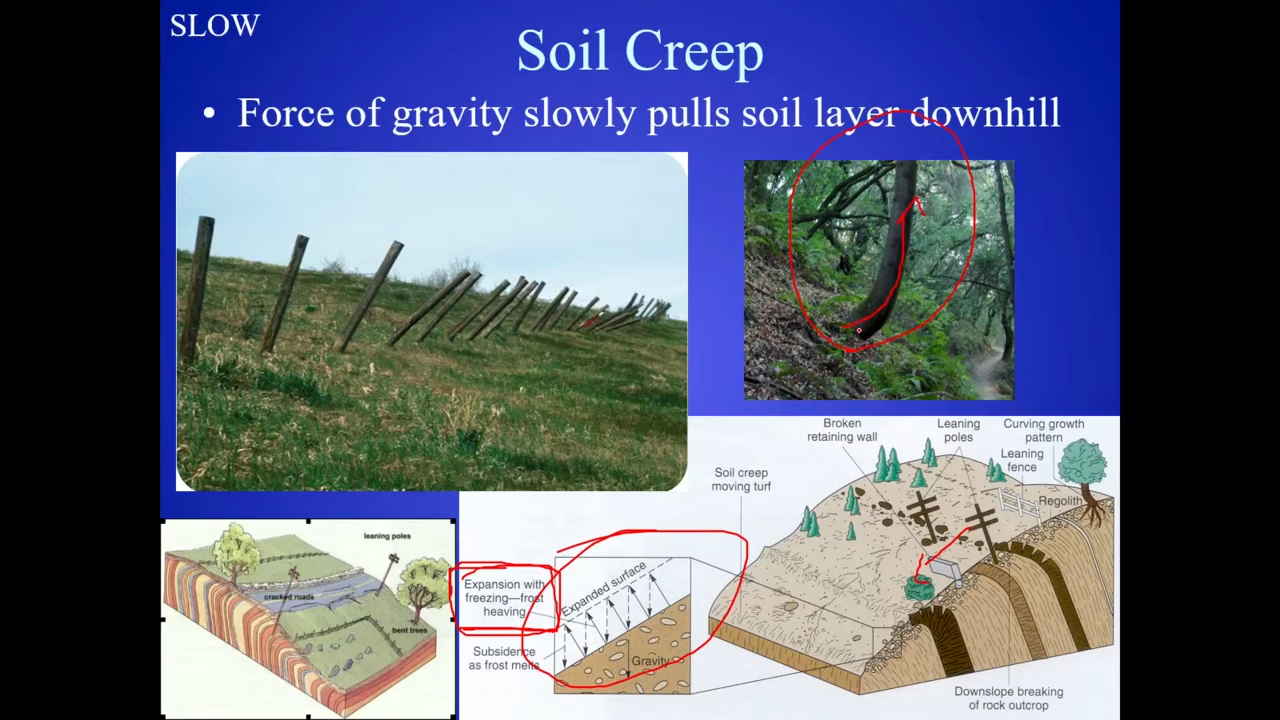 SLOW
Soil Creep
• Force of gravity slowly pulls soil layer downhill
Broken
retaining wall
Leaning
poles
Curving growth
pattern
Leaning
fence
Regolith
Soil creep
moving turf
Expansion with
freezing—frost
heaving
Expanded surface
Subsidence
as frost melts
Gravity
Downslope breaking
of rock outcrop
leaning poles
cracked roads
bent trees